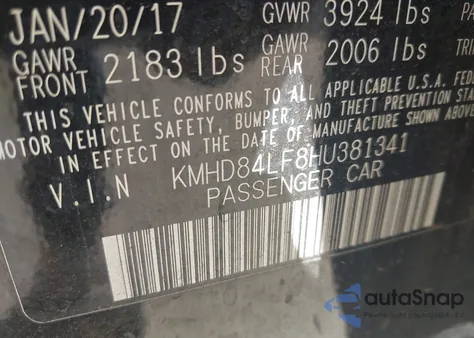 JAN/20/17 GVWR 3924 lbs
GAWR FRONT 2183 lbs GAWR REAR 2006 lbs
THIS VEHICLE CONFORMS TO ALL APPLICABLE U.S.A. FE
MOTOR VEHICLE SAFETY, BUMPER, AND THEFT PREVENTION
STANDARDS IN EFFECT ON THE DATE OF MANUFACTURE SHOWN ABOVE
V.I.N KMHD84LF8HU381341
PASSENGER CAR
autoSnap